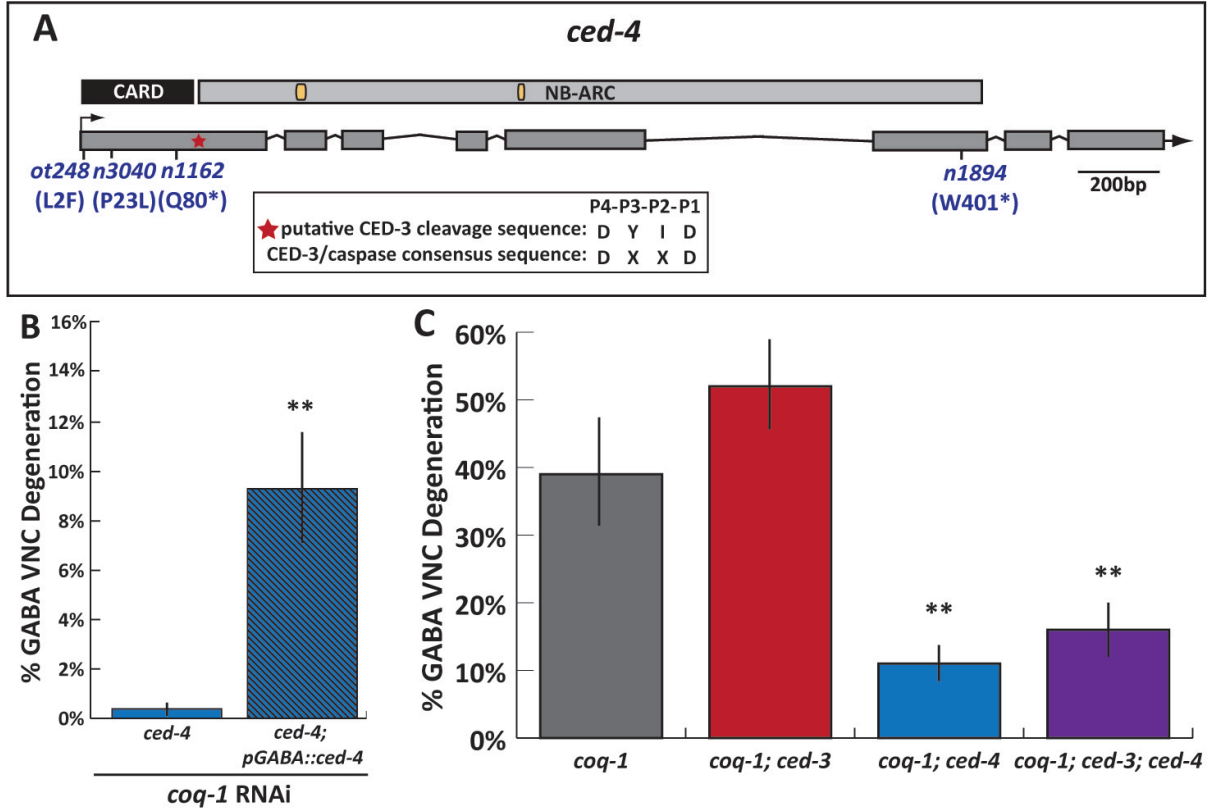 A
ced-4
CARD
NB-ARC
ot248 n3040 n1162
(L2F) (P23L)(Q80*)
n1894
(W401*)
200bp
P4-P3-P2-P1
putative CED-3 cleavage sequence: D Y I D
CED-3/caspase consensus sequence: D X X D
B
% GABA VNC Degeneration
16%
14%
12%
10%
8%
6%
4%
2%
0%
**
ced-4
ced-4;
pGABA::ced-4
coq-1 RNAi
C
% GABA VNC Degeneration
60%
50%
40%
30%
20%
10%
0%
**
**
coq-1
coq-1; ced-3
coq-1; ced-4
coq-1; ced-3; ced-4